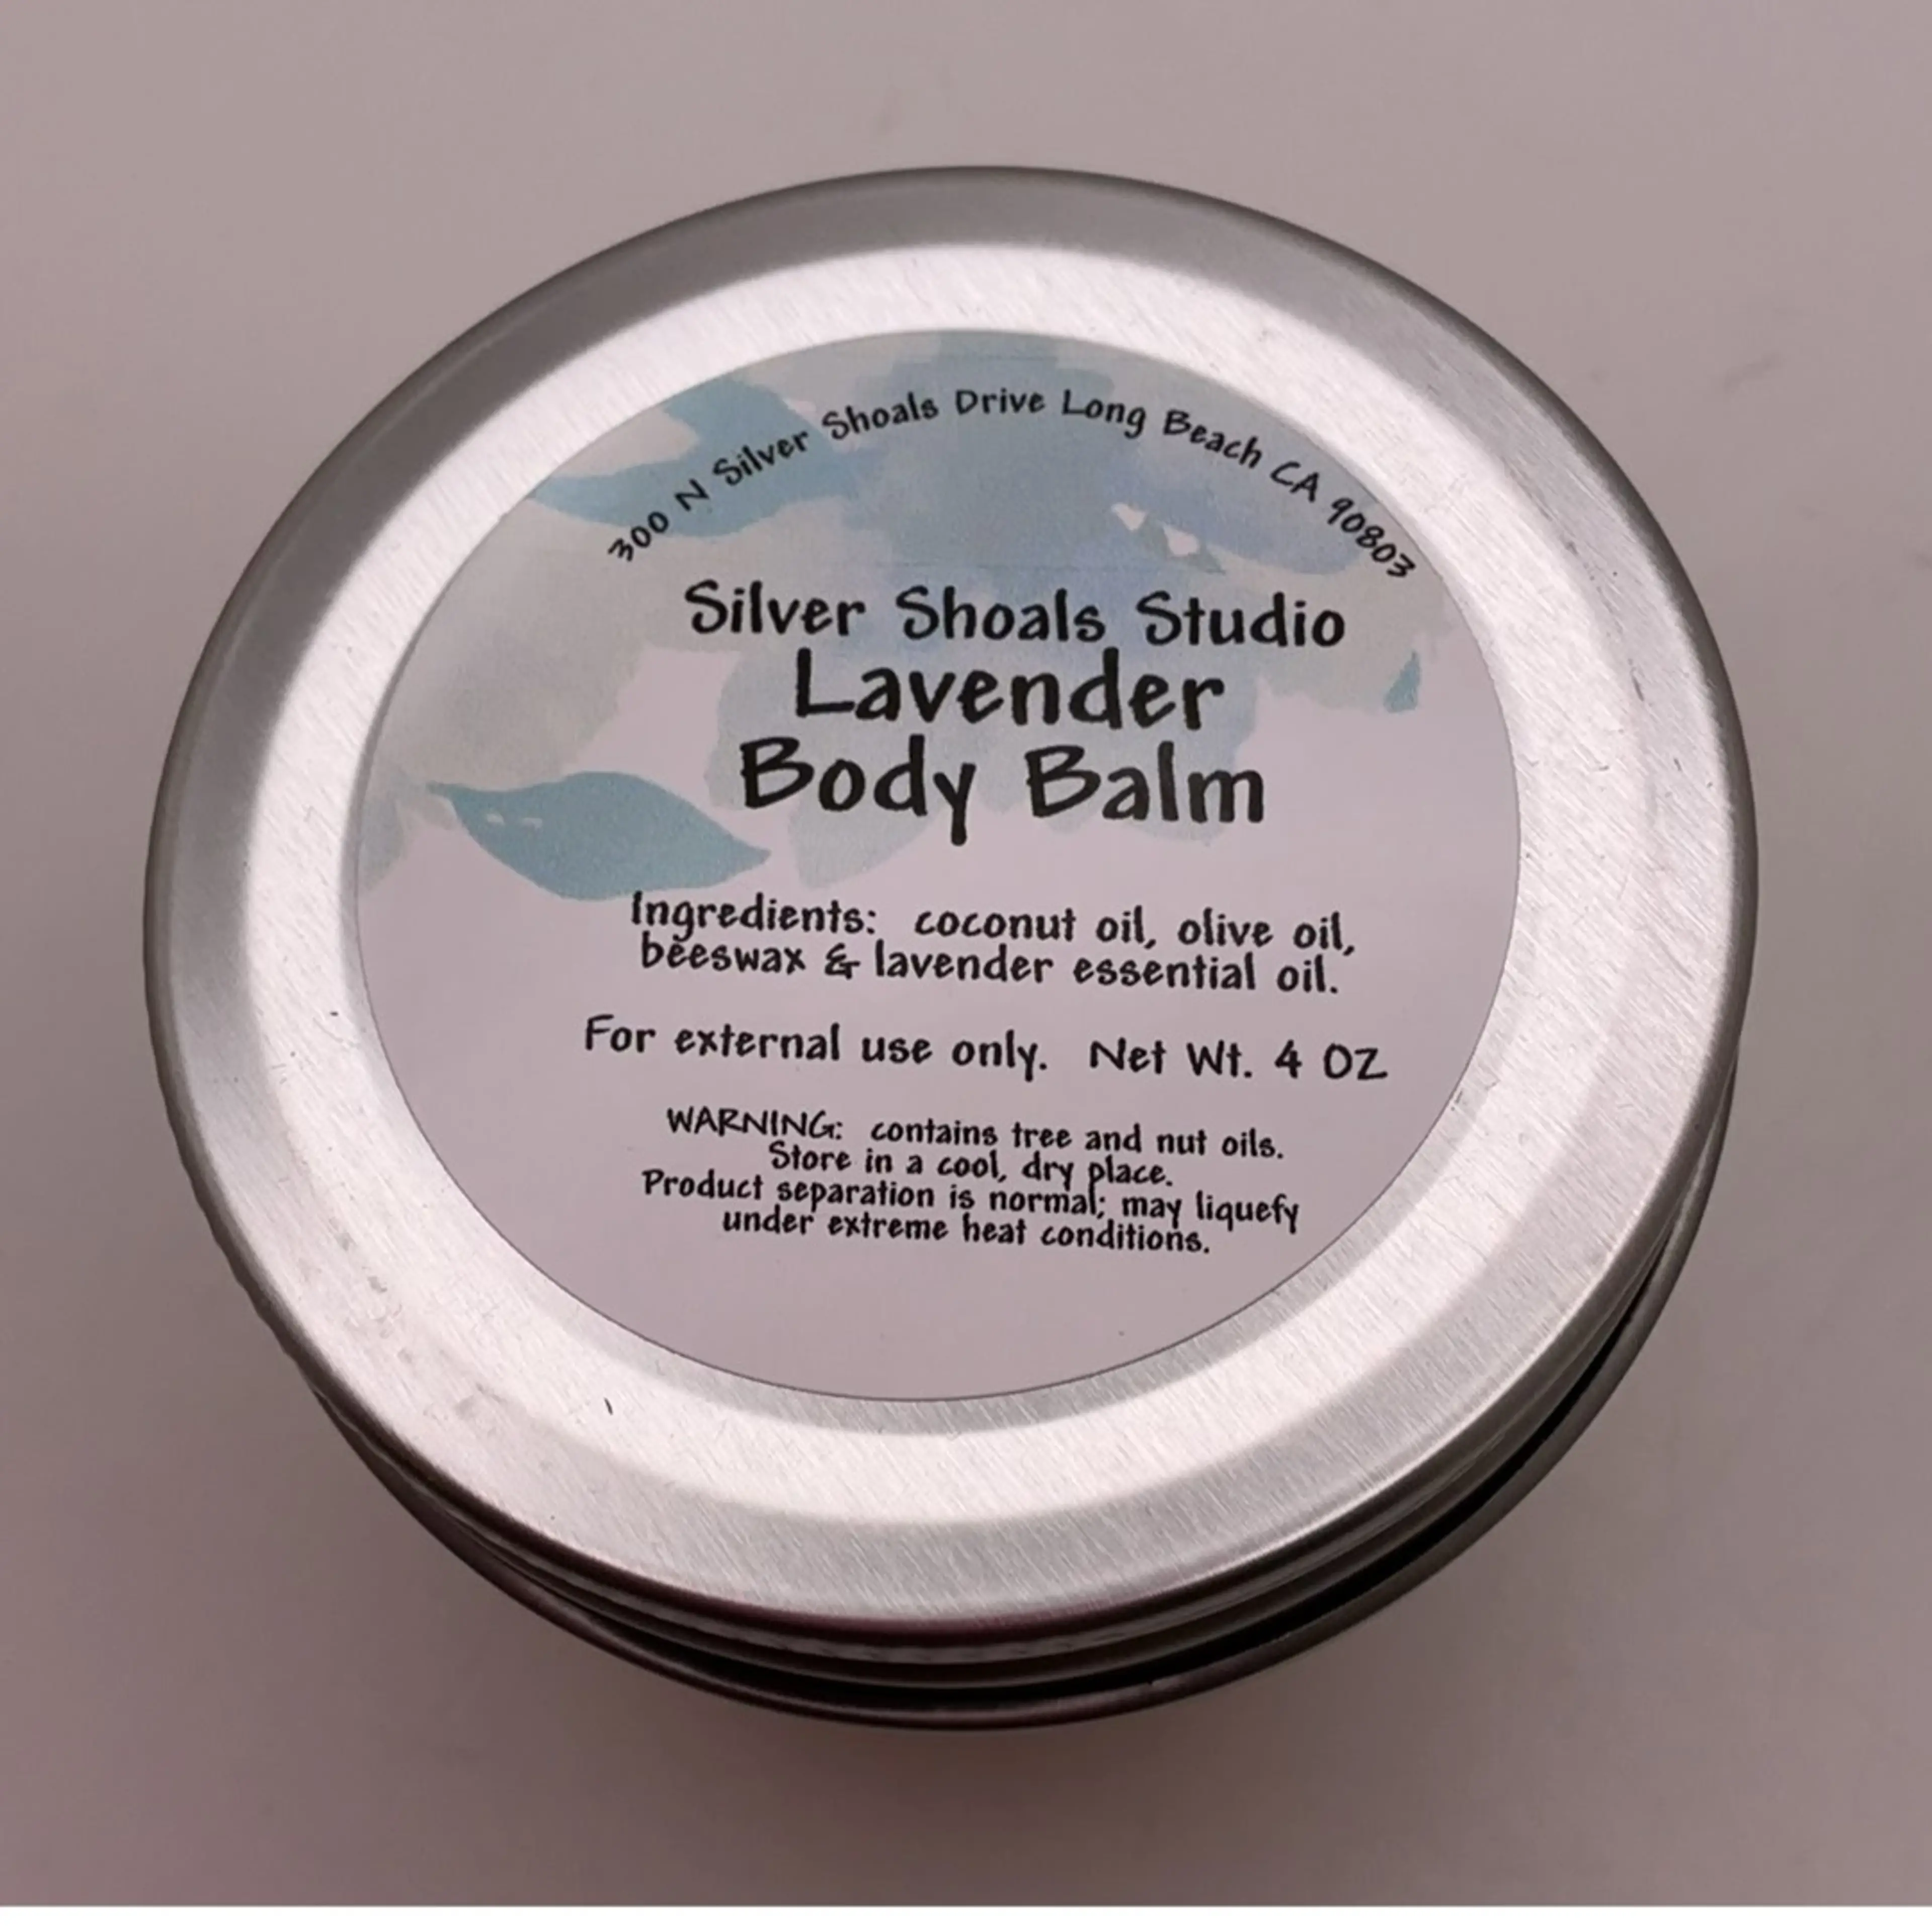 300 N Silver Shoals Drive Long Beach CA 90803
Silver Shoals Studio
Lavender
Body Balm
Ingredients: coconut oil, olive oil,
beeswax & lavender essential oil.
For external use only. Net Wt. 4 OZ
WARNING: contains tree and nut oils.
Store in a cool, dry place.
Product separation is normal; may liquefy
under extreme heat conditions.